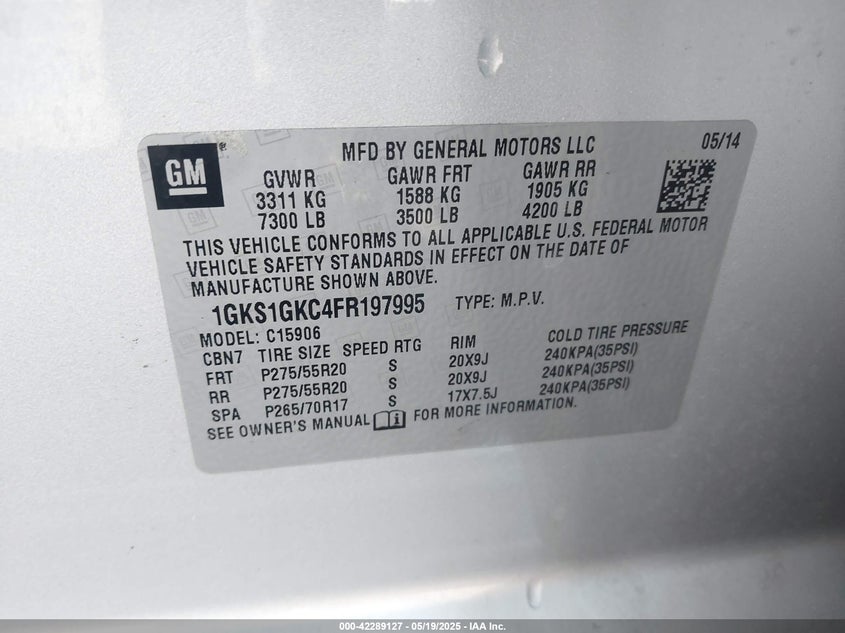 GM
®
MFD BY GENERAL MOTORS LLC
05/14
GVWR
3311 KG
7300 LB
GAWR FRT
1588 KG
3500 LB
GAWR RR
1905 KG
4200 LB
THIS VEHICLE CONFORMS TO ALL APPLICABLE U.S. FEDERAL MOTOR
VEHICLE SAFETY STANDARDS IN EFFECT ON THE DATE OF
MANUFACTURE SHOWN ABOVE.
1GKS1GKC4FR197995 TYPE: M.P.V.
MODEL: C15906
CBN7 TIRE SIZE SPEED RTG RIM COLD TIRE PRESSURE
FRT P275/55R20 S 20X9J 240KPA(35PSI)
RR P275/55R20 S 20X9J 240KPA(35PSI)
SPA P265/70R17 S 17X7.5J 240KPA(35PSI)
SEE OWNER'S MANUAL i FOR MORE INFORMATION.
000-42289127 - 05/19/2025 - IAA Inc.